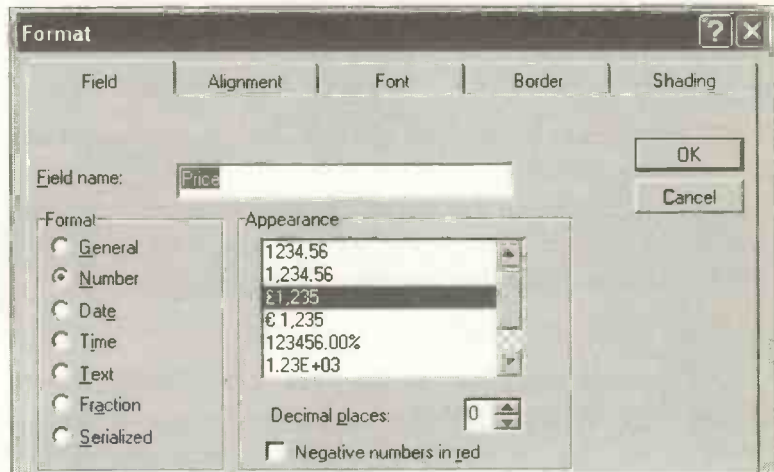 Format
Field Alignment Font Border Shading
OK
Field name: Price
Cancel
Format
General
Number
Date
Time
Text
Fraction
Serialized
Appearance
1234.56
1,234.56
£1,235
€ 1,235
123456.00%
1.23E+03
Decimal places: 0
Negative numbers in red